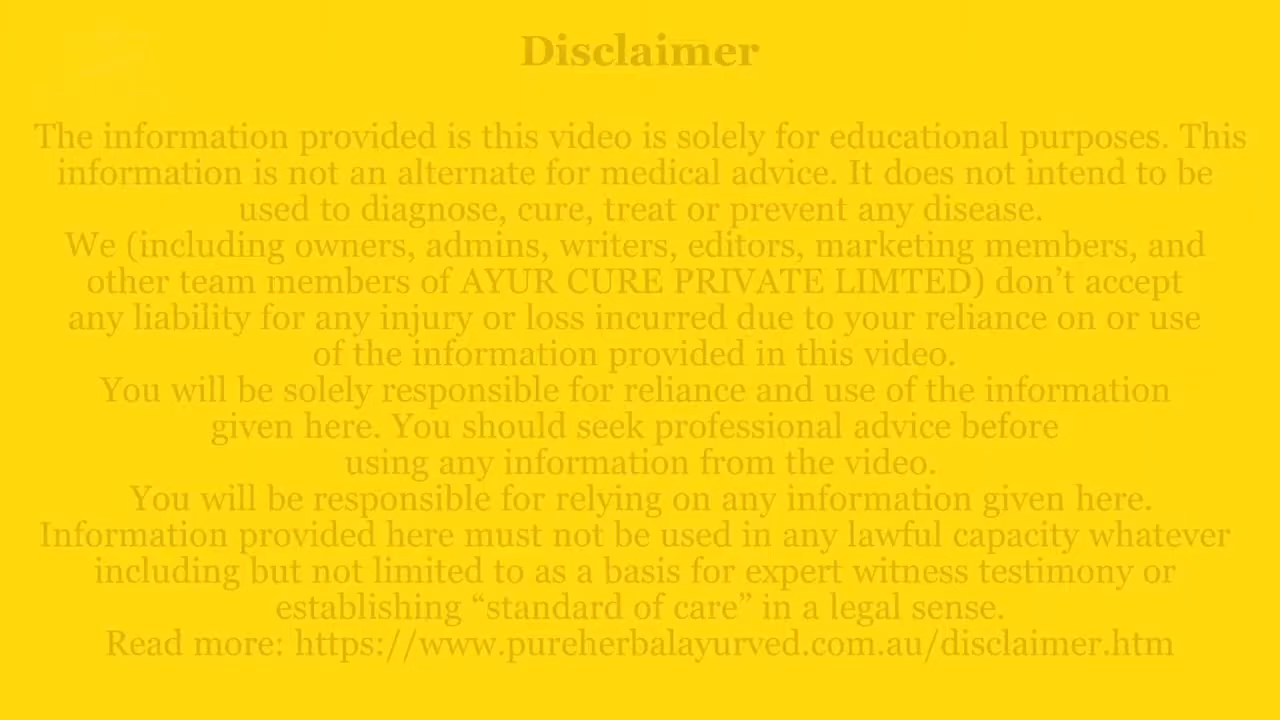 Disclaimer
The information provided is this video is solely for educational purposes. This
information is not an alternate for medical advice. It does not intend to be
used to diagnose, cure, treat or prevent any disease.
We (including owners, admins, writers, editors, marketing members, and
other team members of AYUR CURE PRIVATE LIMTED) don’t accept
any liability for any injury or loss incurred due to your reliance on or use
of the information provided in this video.
You will be solely responsible for reliance and use of the information
given here. You should seek professional advice before
using any information from the video.
You will be responsible for relying on any information given here.
Information provided here must not be used in any lawful capacity whatever
including but not limited to as a basis for expert witness testimony or
establishing “standard of care” in a legal sense.
Read more: https://www.pureherbalayurved.com.au/disclaimer.htm